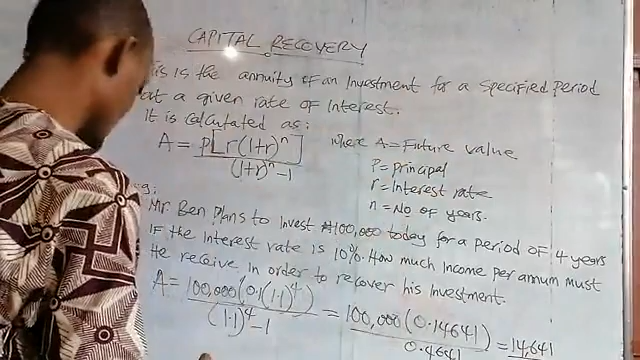 CAPITAL RECOVERY
is is the annuity of an Investment for a specified period
at a given rate of interest.
It is calculated as:
A = P[r(1+r)^n] / (1+r)^n - 1
where A = Future value
P = principal
r = Interest rate
n = No of years.
Mr Ben plans to invest ₦100,000 today for a period of 4 years
If the interest rate is 10%. How much income per annum must
He receive in order to recover his investment.
A = 100,000(0.1(1.1)^4) / (1.1)^4 - 1 = 100,000(0.14641) / 0.4641 = 14,641